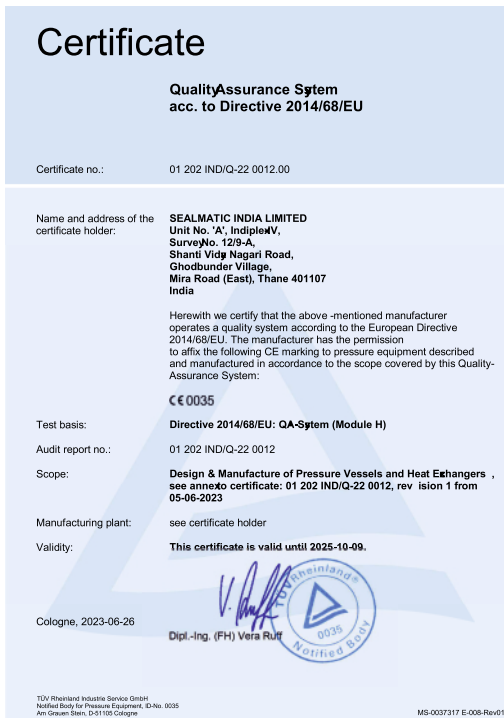 Certificate
Quality Assurance System
acc. to Directive 2014/68/EU
Certificate no.: 01 202 IND/Q-22 0012.00
Name and address of the certificate holder:
SEALMATIC INDIA LIMITED
Unit No. 'A', Indiplex IV,
Survey No. 12/9-A,
Shanti Vidya Nagari Road,
Ghodbunder Village,
Mira Road (East), Thane 401107
India
Herewith we certify that the above -mentioned manufacturer
operates a quality system according to the European Directive
2014/68/EU. The manufacturer has the permission
to affix the following CE marking to pressure equipment described
and manufactured in accordance to the scope covered by this Quality-
Assurance System:
CE 0035
Test basis: Directive 2014/68/EU: QA-System (Module H)
Audit report no.: 01 202 IND/Q-22 0012
Scope: Design & Manufacture of Pressure Vessels and Heat Exchangers ,
see annex to certificate: 01 202 IND/Q-22 0012, rev ision 1 from
05-06-2023
Manufacturing plant: see certificate holder
Validity: This certificate is valid until 2025-10-09.
TÜVRheinland®
0035
Notified Body
Cologne, 2023-06-26
Dipl.-Ing. (FH) Vera Ruff
TÜV Rheinland Industrie Service GmbH
Notified Body for Pressure Equipment, ID-No. 0035
Am Grauen Stein, D-51105 Cologne
MS-0037317 E-008-Rev01